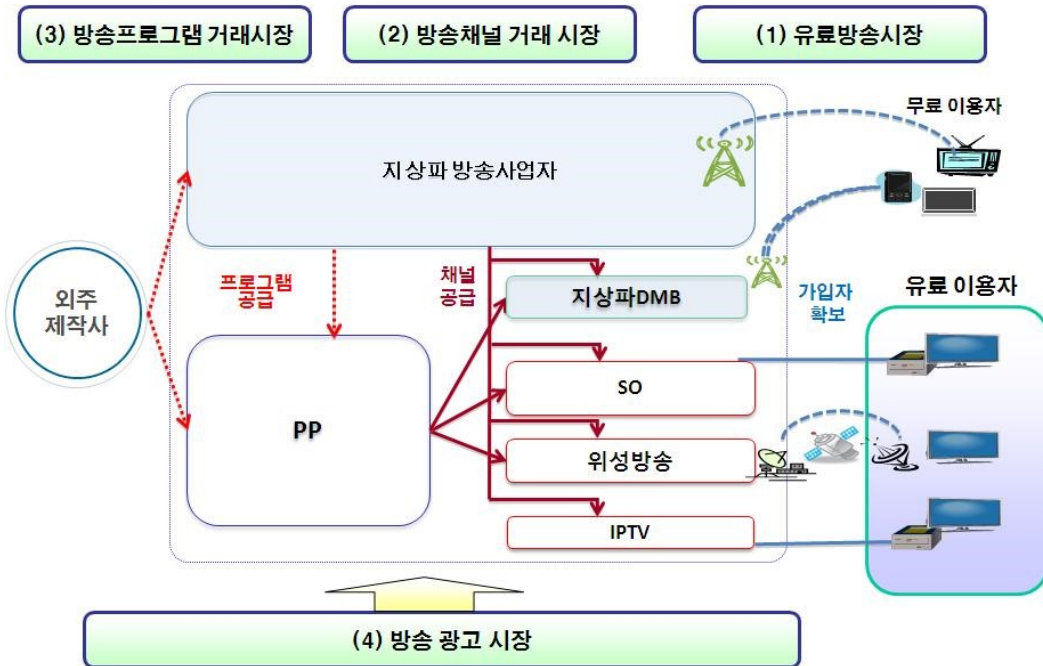 (3) 방송프로그램 거래시장
(2) 방송채널 거래 시장
(1) 유료방송시장
무료 이용자
지상파 방송사업자
외주
제작사
프로그램
공급
채널
공급
지상파DMB
가입자
확보
유료 이용자
SO
PP
위성방송
IPTV
(4) 방송 광고 시장